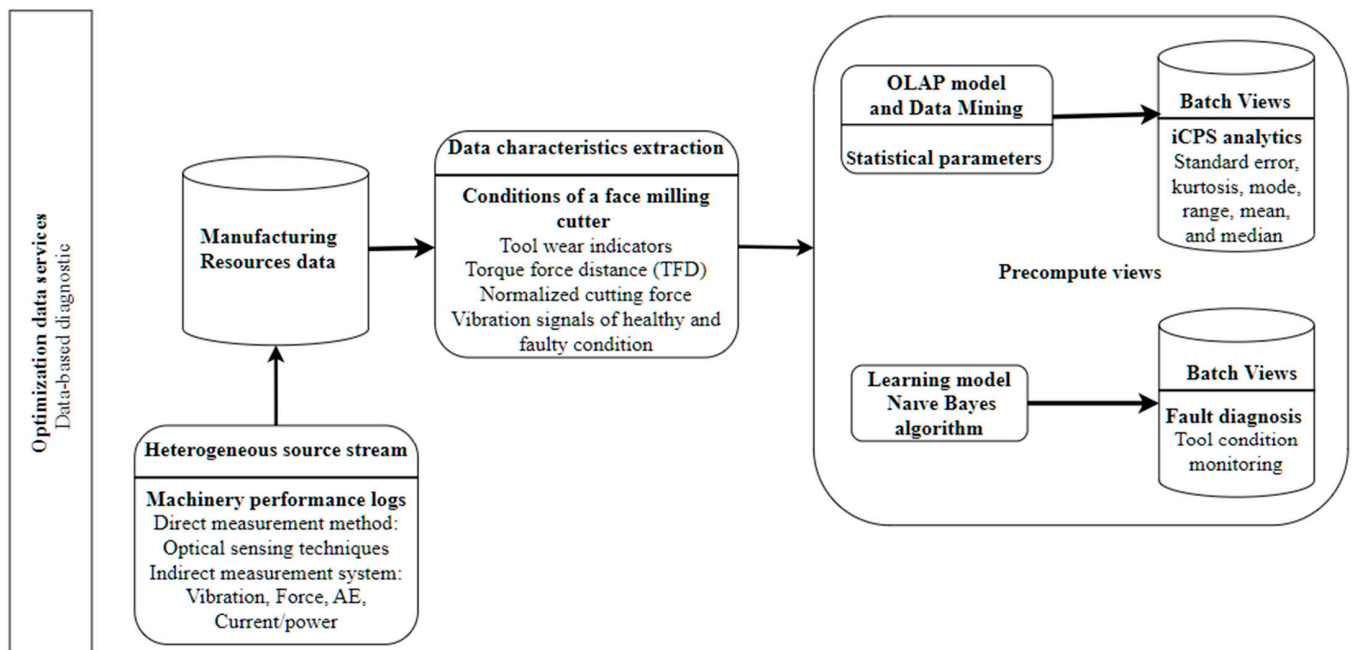 Optimization data services
Data-based diagnostic
Heterogeneous source stream
Machinery performance logs
Direct measurement method:
Optical sensing techniques
Indirect measurement system:
Vibration, Force, AE,
Current/power
Manufacturing
Resources data
Data characteristics extraction
Conditions of a face milling
cutter
Tool wear indicators
Torque force distance (TFD)
Normalized cutting force
Vibration signals of healthy and
faulty condition
OLAP model
and Data Mining
Statistical parameters
Batch Views
iCPS analytics
Standard error,
kurtosis, mode,
range, mean,
and median
Precompute views
Learning model
Naïve Bayes
algorithm
Batch Views
Fault diagnosis
Tool condition
monitoring